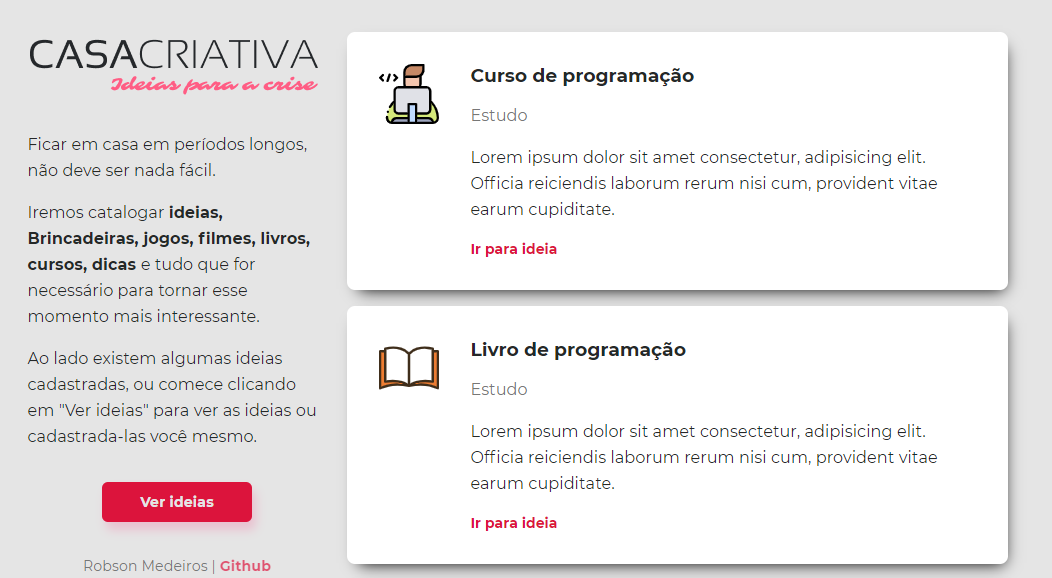 CASACRIATIVA
Ideias para a crise
Ficar em casa em períodos longos,
não deve ser nada fácil.
Iremos catalogar ideias,
Brincadeiras, jogos, filmes, livros,
cursos, dicas e tudo que for
necessário para tornar esse
momento mais interessante.
Ao lado existem algumas ideias
cadastradas, ou comece clicando
em "Ver ideias" para ver as ideias ou
cadastrada-las você mesmo.
Ver ideias
Robson Medeiros | Github
</> 
Curso de programação
Estudo
Lorem ipsum dolor sit amet consectetur, adipisicing elit.
Officia reiciendis laborum rerum nisi cum, provident vitae
earum cupiditate.
Ir para ideia
Livro de programação
Estudo
Lorem ipsum dolor sit amet consectetur, adipisicing elit.
Officia reiciendis laborum rerum nisi cum, provident vitae
earum cupiditate.
Ir para ideia